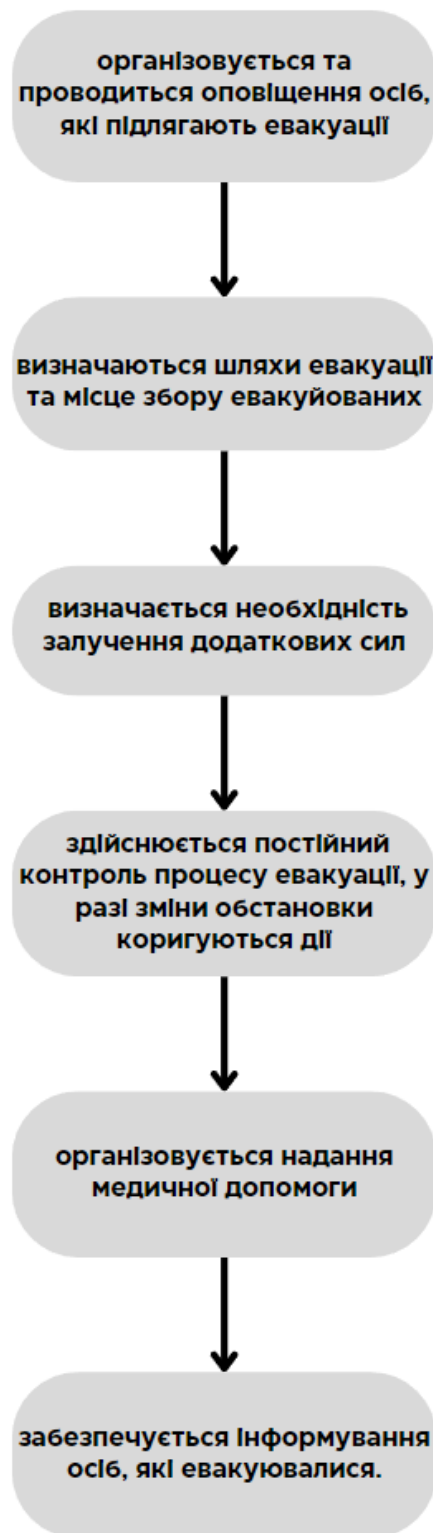 організовується та
проводиться оповіщення осіб,
які підлягають евакуації
визначаються шляхи евакуації
та місце збору евакуйованих
визначається необхідність
залучення додаткових сил
здійснюється постійний
контроль процесу евакуації, у
разі зміни обстановки
коригуються дії
організовується надання
медичної допомоги
забезпечується інформування
осіб, які евакуювалися.